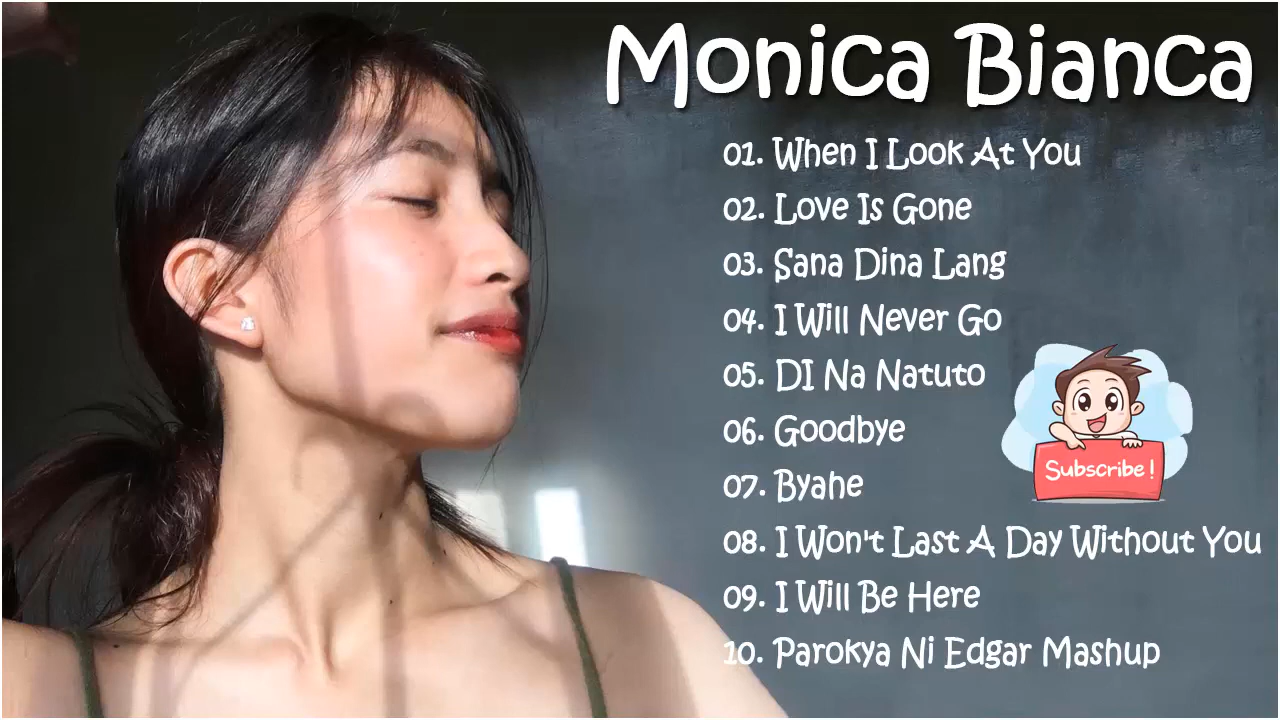 Monica Bianca
01. When I Look At You
02. Love Is Gone
03. Sana Dina Lang
04. I Will Never Go
05. DI Na Natuto
06. Goodbye
07. Byahe
08. I Won't Last A Day Without You
09. I Will Be Here
10. Parokya Ni Edgar Mashup
Subscribe!